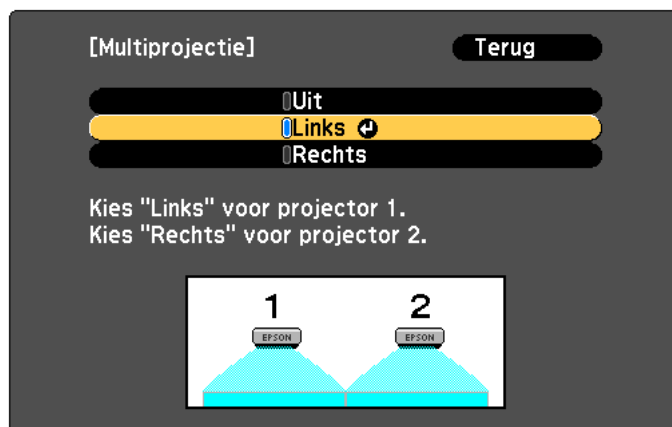 [Multiprojectie] Terug
Uit
Links
Rechts
Kies "Links" voor projector 1.
Kies "Rechts" voor projector 2.
1 2
EPSON EPSON